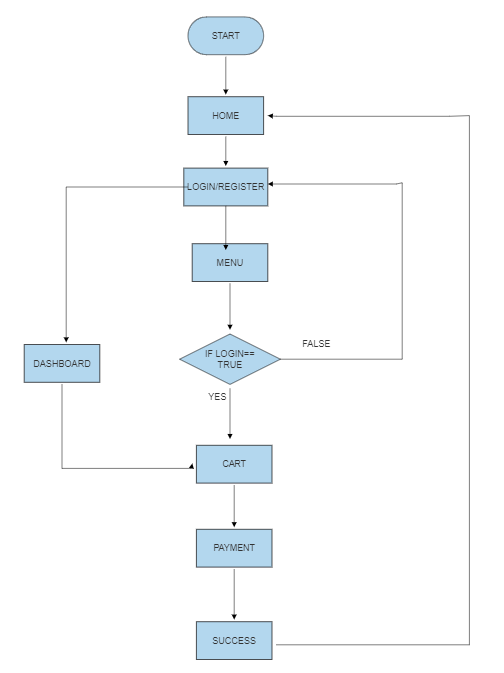 START
HOME
LOGIN/REGISTER
MENU
FALSE
IF LOGIN==
TRUE
DASHBOARD
YES
CART
PAYMENT
SUCCESS